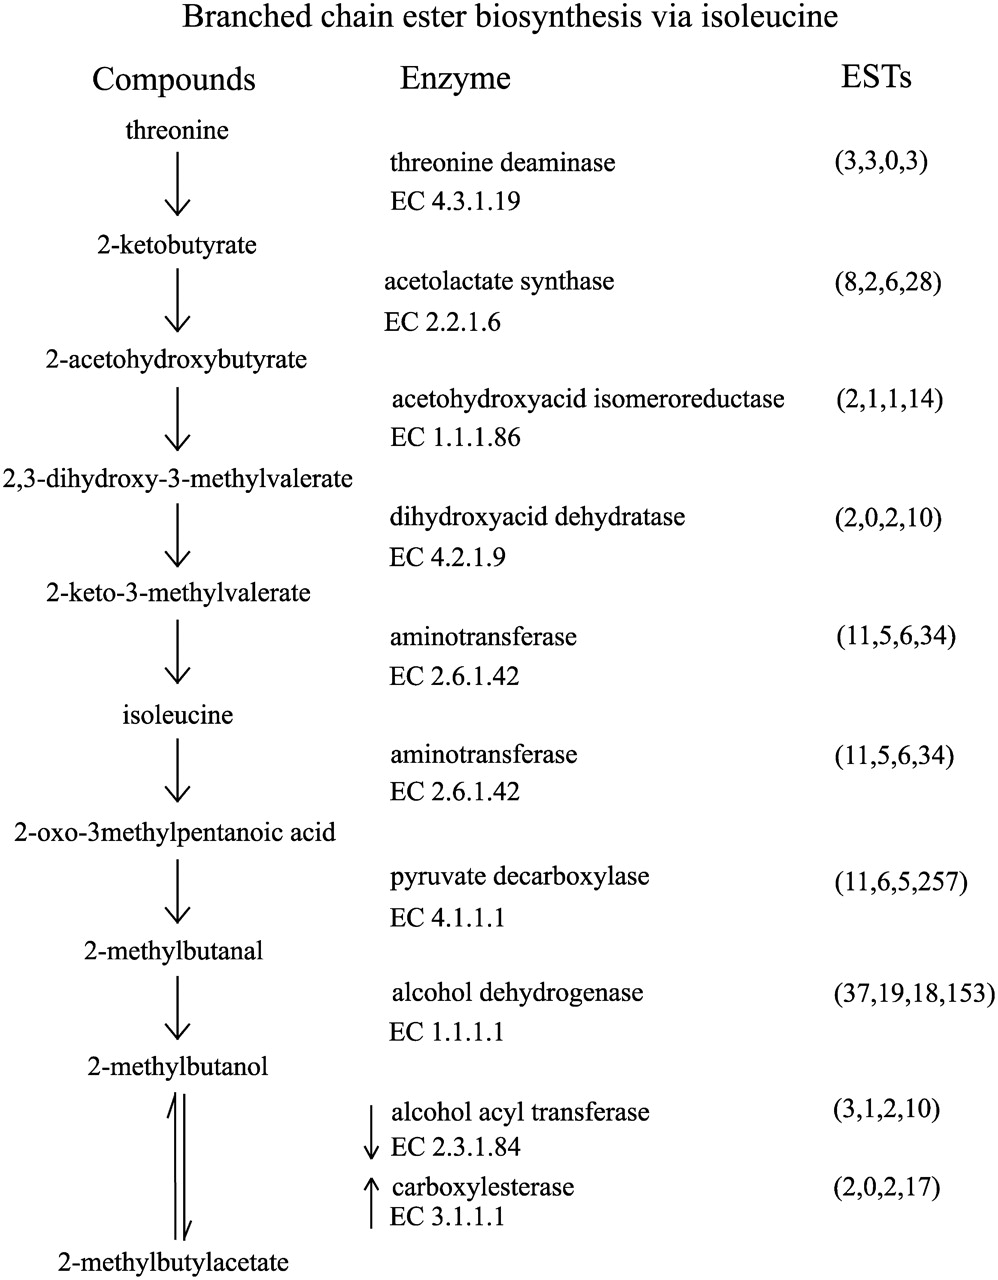 Branched chain ester biosynthesis via isoleucine
Compounds Enzyme ESTs
threonine
threonine deaminase (3,3,0,3)
EC 4.3.1.19
2-ketobutyrate
acetolactate synthase (8,2,6,28)
EC 2.2.1.6
2-acetohydroxybutyrate
acetohydroxyacid isomeroreductase (2,1,1,14)
EC 1.1.1.86
2,3-dihydroxy-3-methylvalerate
dihydroxyacid dehydratase (2,0,2,10)
EC 4.2.1.9
2-keto-3-methylvalerate
aminotransferase (11,5,6,34)
EC 2.6.1.42
isoleucine
aminotransferase (11,5,6,34)
EC 2.6.1.42
2-oxo-3methylpentanoic acid
pyruvate decarboxylase (11,6,5,257)
EC 4.1.1.1
2-methylbutanal
alcohol dehydrogenase (37,19,18,153)
EC 1.1.1.1
2-methylbutanol
alcohol acyl transferase (3,1,2,10)
EC 2.3.1.84
carboxylesterase (2,0,2,17)
EC 3.1.1.1
2-methylbutylacetate